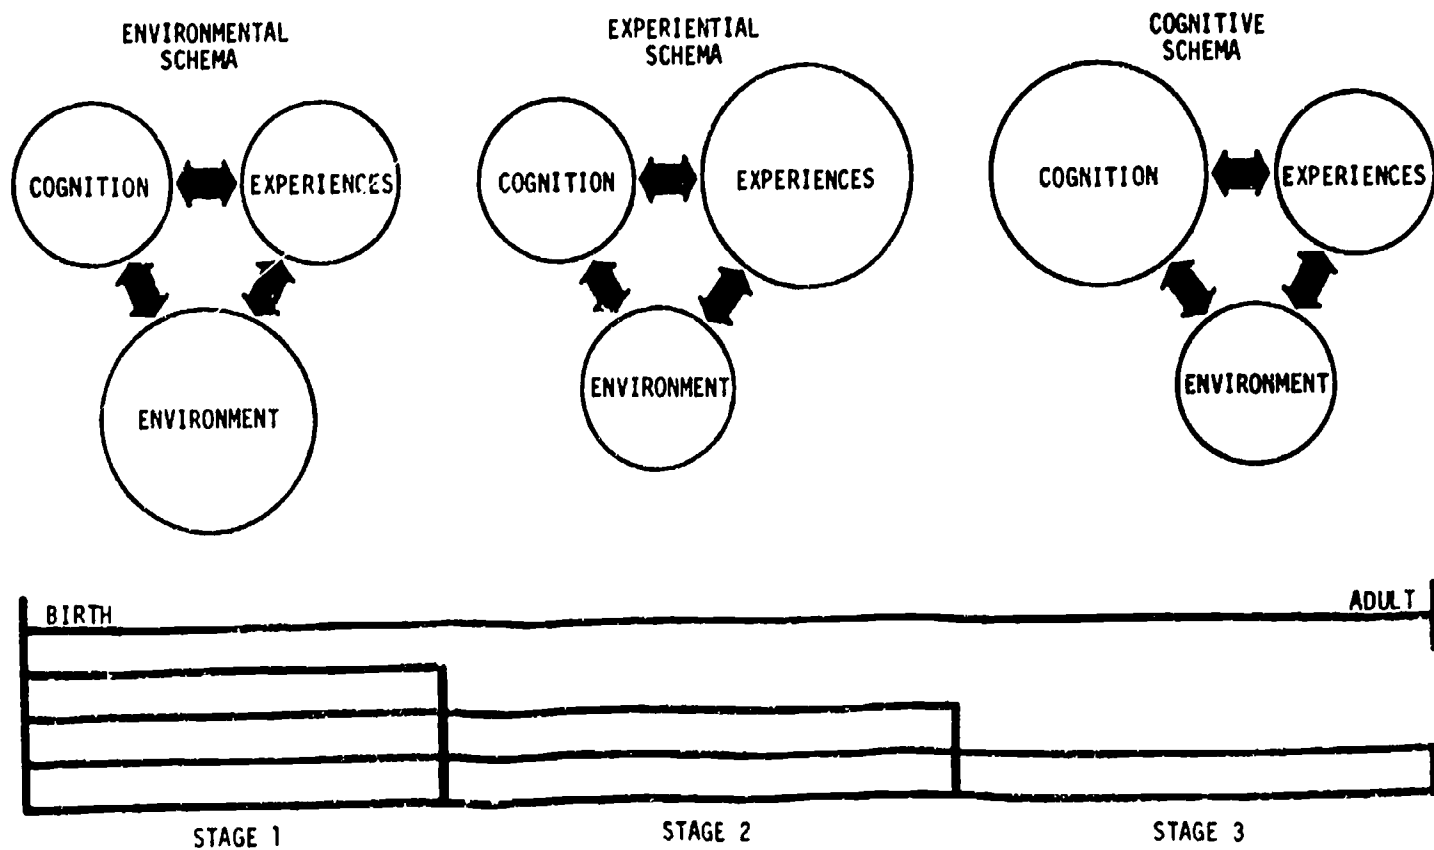 ENVIRONMENTAL
SCHEMA
COGNITION
EXPERIENCES
ENVIRONMENT
EXPERIENTIAL
SCHEMA
COGNITION
EXPERIENCES
ENVIRONMENT
COGNITIVE
SCHEMA
COGNITION
EXPERIENCES
ENVIRONMENT
BIRTH
ADULT
STAGE 1
STAGE 2
STAGE 3